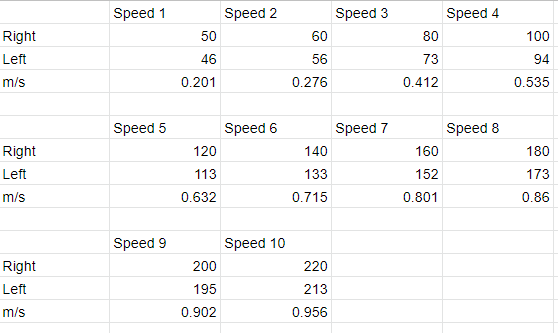 Speed 1 Speed 2 Speed 3 Speed 4
Right 50 60 80 100
Left 46 56 73 94
m/s 0.201 0.276 0.412 0.535
Speed 5 Speed 6 Speed 7 Speed 8
Right 120 140 160 180
Left 113 133 152 173
m/s 0.632 0.715 0.801 0.86
Speed 9 Speed 10
Right 200 220
Left 195 213
m/s 0.902 0.956